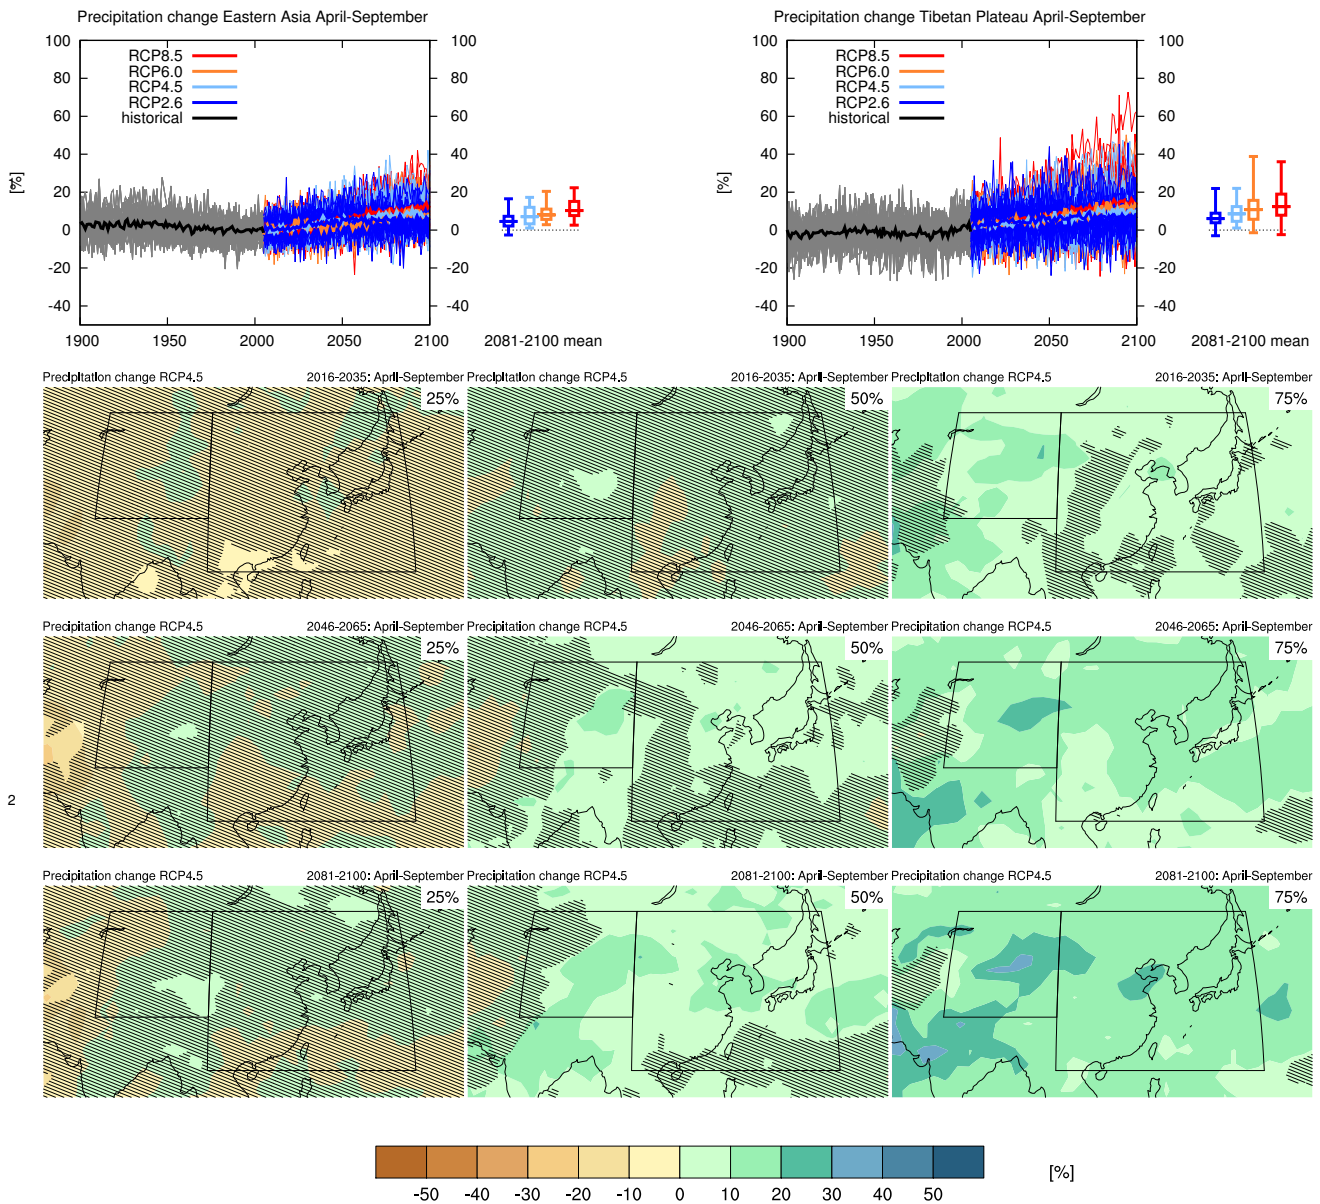 Precipitation change Eastern Asia April-September
[%]
100
80
60
40
20
0
-20
-40
RCP8.5
RCP6.0
RCP4.5
RCP2.6
historical
100
80
60
40
20
0
-20
-40
1900 1950 2000 2050 2100
2081-2100 mean
Precipitation change Tibetan Plateau April-September
[%]
100
80
60
40
20
0
-20
-40
RCP8.5
RCP6.0
RCP4.5
RCP2.6
historical
100
80
60
40
20
0
-20
-40
1900 1950 2000 2050 2100
2081-2100 mean
Precipitation change RCP4.5 2016-2035: April-September
25%
Precipitation change RCP4.5 2016-2035: April-September
50%
Precipitation change RCP4.5 2016-2035: April-September
75%
Precipitation change RCP4.5 2046-2065: April-September
25%
Precipitation change RCP4.5 2046-2065: April-September
50%
Precipitation change RCP4.5 2046-2065: April-September
75%
2
Precipitation change RCP4.5 2081-2100: April-September
25%
Precipitation change RCP4.5 2081-2100: April-September
50%
Precipitation change RCP4.5 2081-2100: April-September
75%
-50 -40 -30 -20 -10 0 10 20 30 40 50
[%]